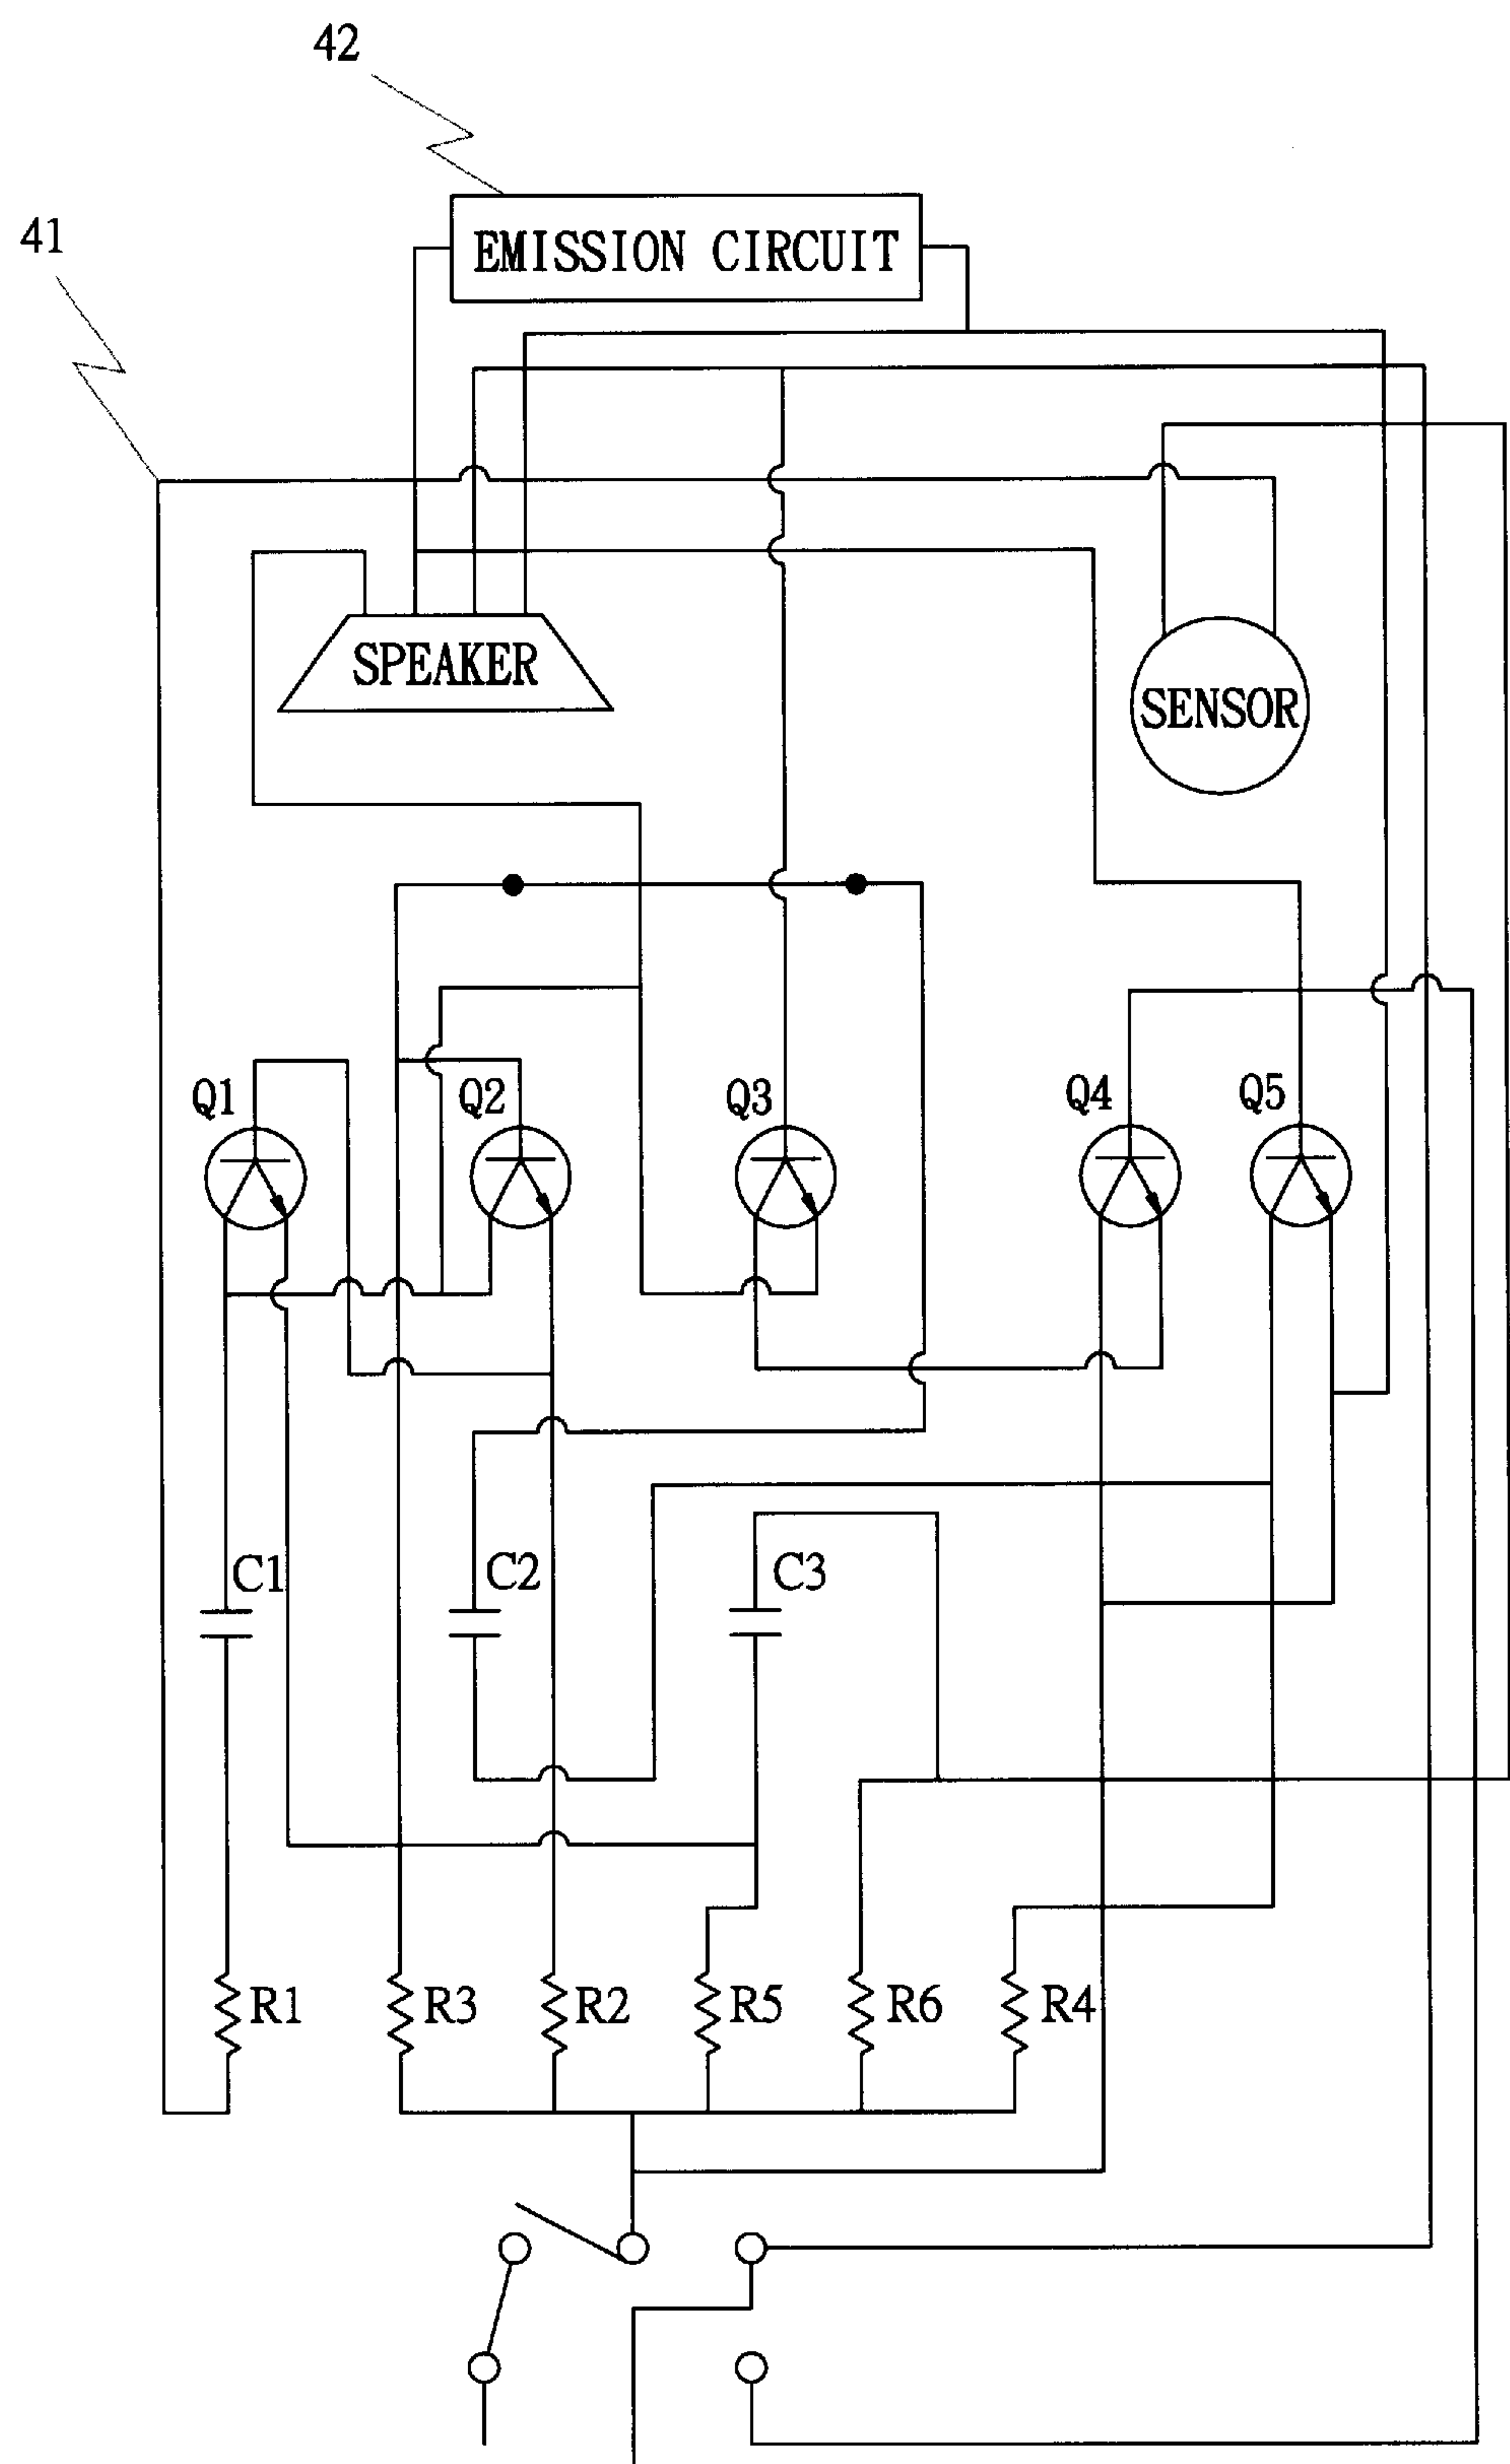 42
41
EMISSION CIRCUIT
SPEAKER
SENSOR
Q1
Q2
Q3
Q4
Q5
C1
C2
C3
R1
R3
R2
R5
R6
R4